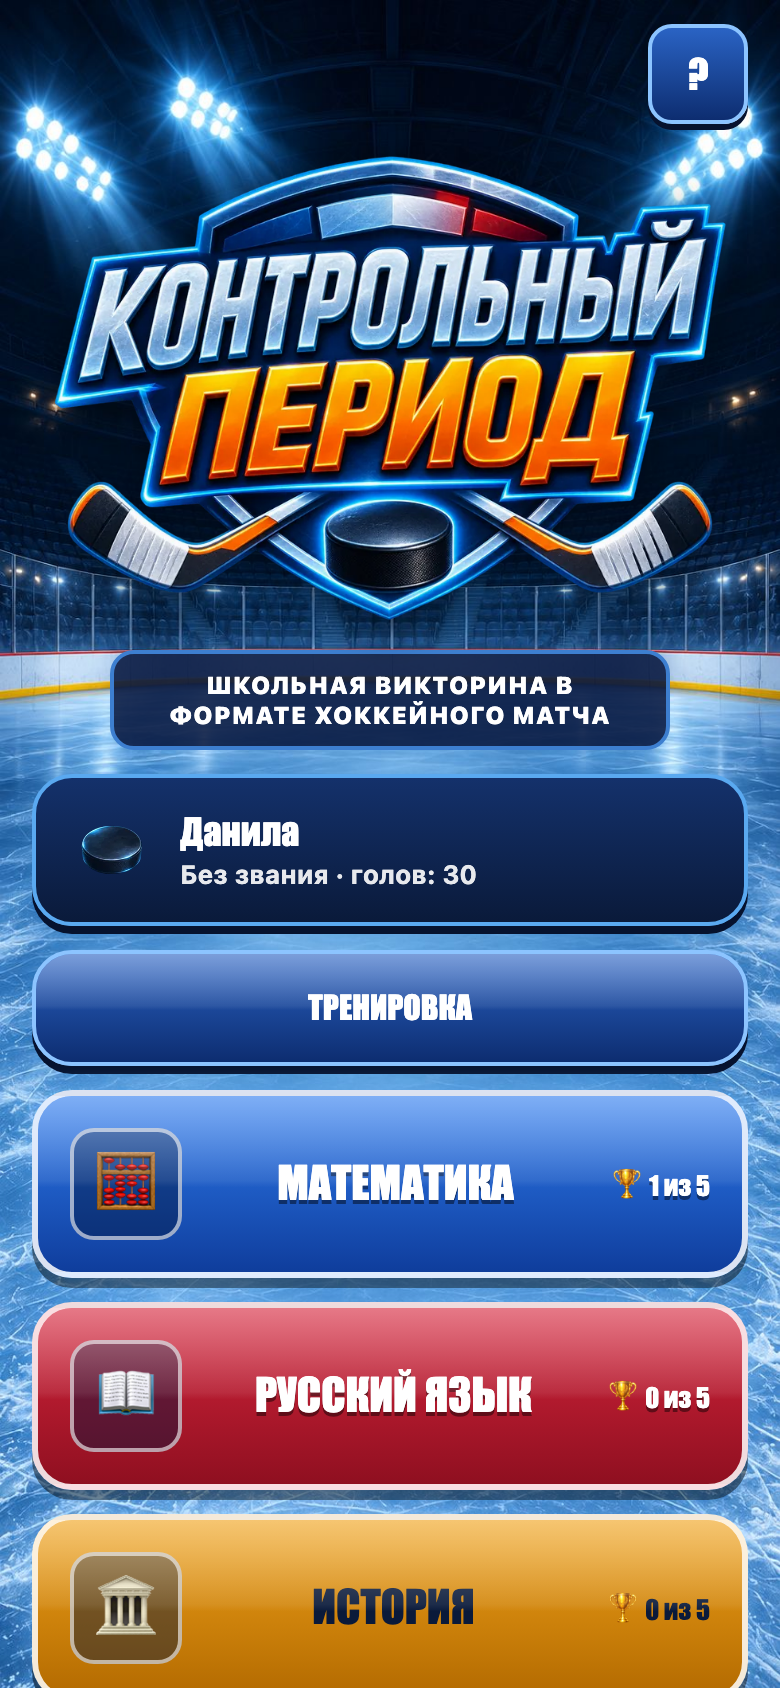 ?
КОНТРОЛЬНЫЙ
ПЕРИОД
ШКОЛЬНАЯ ВИКТОРИНА В
ФОРМАТЕ ХОККЕЙНОГО МАТЧА
Данила
Без звания · голов: 30
ТРЕНИРОВКА
МАТЕМАТИКА
1 из 5
РУССКИЙ ЯЗЫК
0 из 5
ИСТОРИЯ
0 из 5